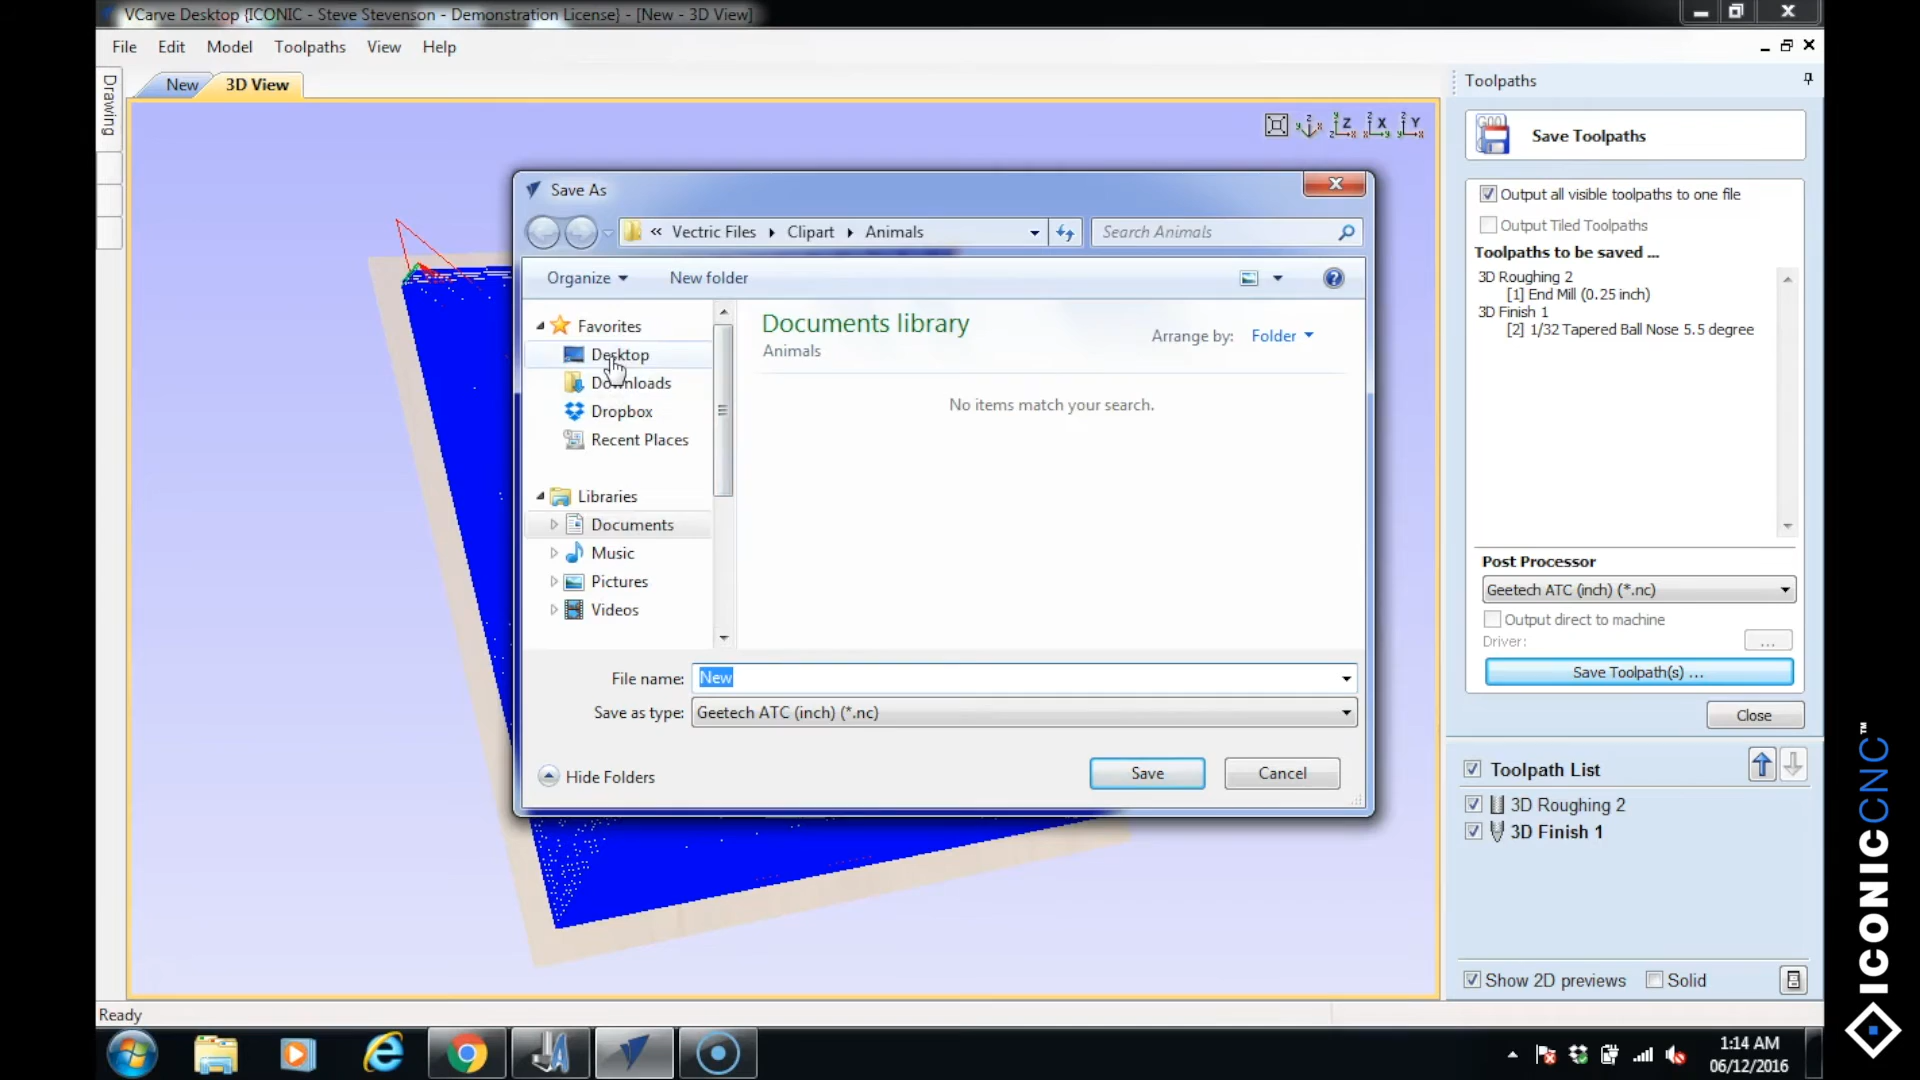 VCarve Desktop {ICONIC - Steve Stevenson - Demonstration License} - [New - 3D View]
File Edit Model Toolpaths View Help
Drawing
New 3D View
Z X Y
Toolpaths
Save Toolpaths
Output all visible toolpaths to one file
Output Tiled Toolpaths
Toolpaths to be saved ...
3D Roughing 2
[1] End Mill (0.25 inch)
3D Finish 1
[2] 1/32 Tapered Ball Nose 5.5 degree
Post Processor
Geetech ATC (inch) (*.nc)
Output direct to machine
Driver: ...
Save Toolpath(s) ...
Close
Toolpath List
3D Roughing 2
3D Finish 1
Show 2D previews Solid
Save As
« Vectric Files Clipart Animals
Search Animals
Organize New folder
Favorites
Desktop
Downloads
Dropbox
Recent Places
Libraries
Documents
Music
Pictures
Videos
Documents library
Animals
Arrange by: Folder
No items match your search.
File name: New
Save as type: Geetech ATC (inch) (*.nc)
Hide Folders
Save Cancel
Ready
1:14 AM
06/12/2016
ICONICCNC™